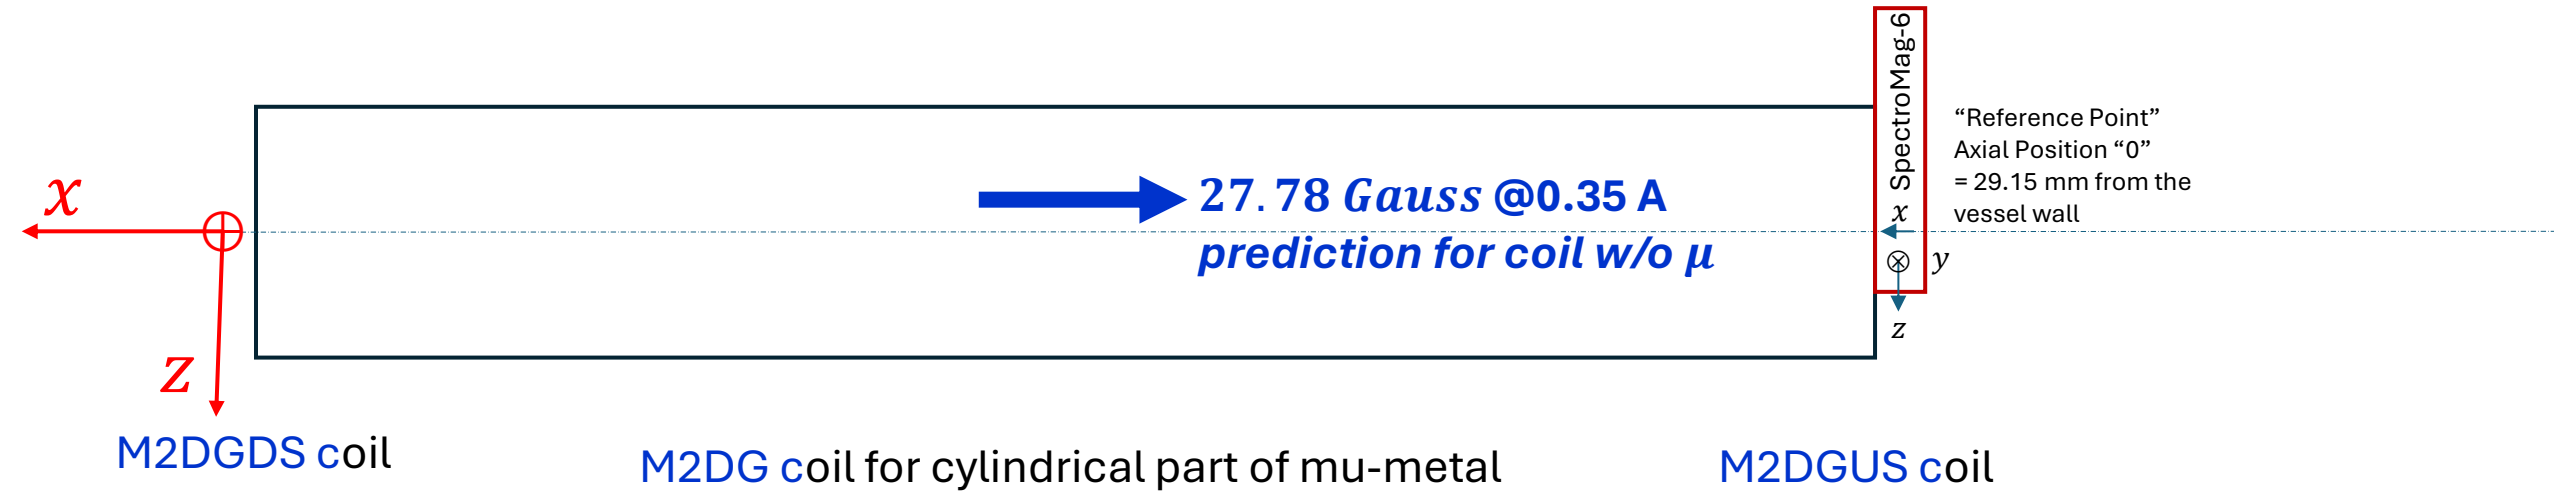 SpectroMag-6
“Reference Point”
Axial Position “0”
= 29.15 mm from the
vessel wall
x
27.78 Gauss @0.35 A
x
prediction for coil w/o μ
y
z
z
M2DGDS coil
M2DG coil for cylindrical part of mu-metal
M2DGUS coil